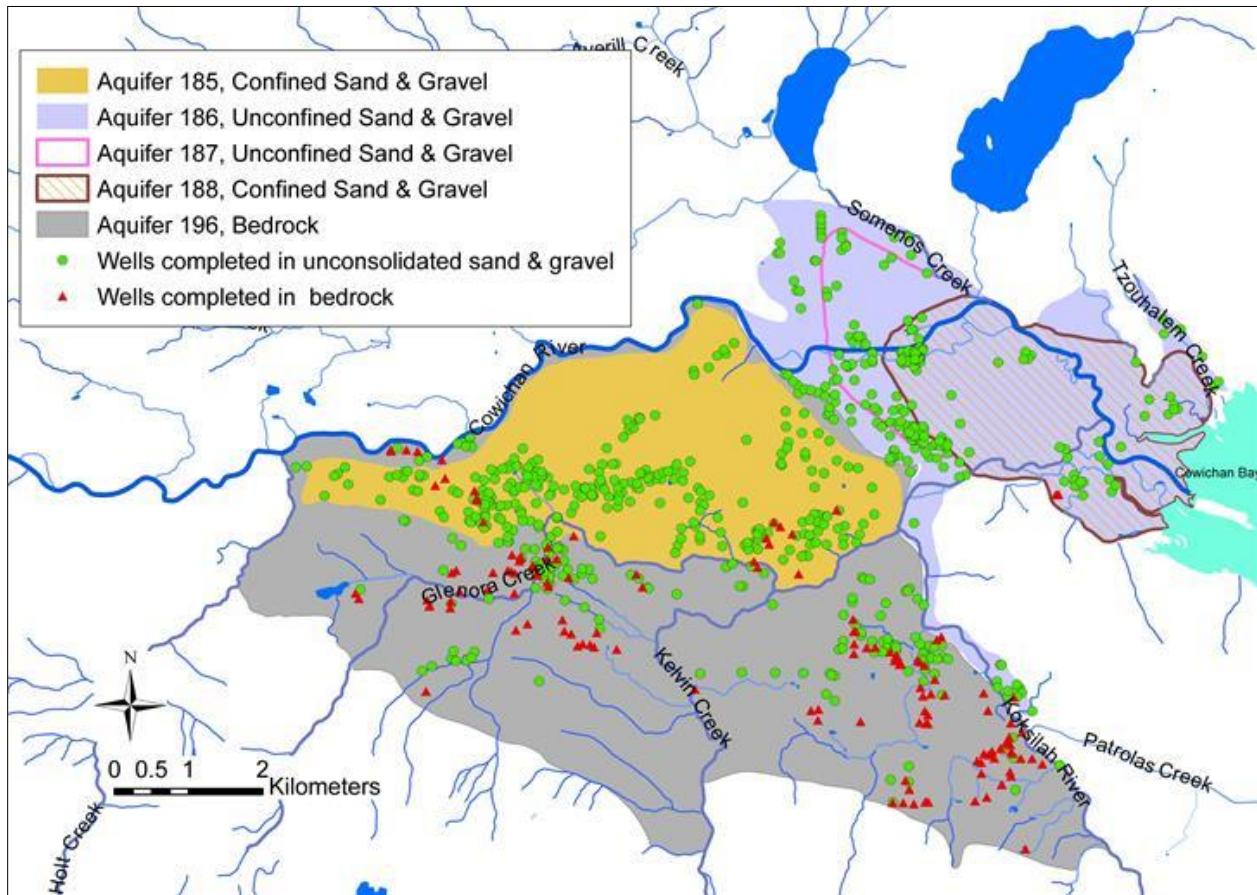 Averill Creek
Aquifer 185, Confined Sand & Gravel
Aquifer 186, Unconfined Sand & Gravel
Aquifer 187, Unconfined Sand & Gravel
Aquifer 188, Confined Sand & Gravel
Aquifer 196, Bedrock
Wells completed in unconsolidated sand & gravel
Wells completed in bedrock
Somenos Creek
Tzouhalem Creek
Cowichan River
Cowichan Bay
Glenora Creek
Kelvin Creek
Koksilah River
Patrolas Creek
N
0 0.5 1 2
Kilometers
Holt Creek